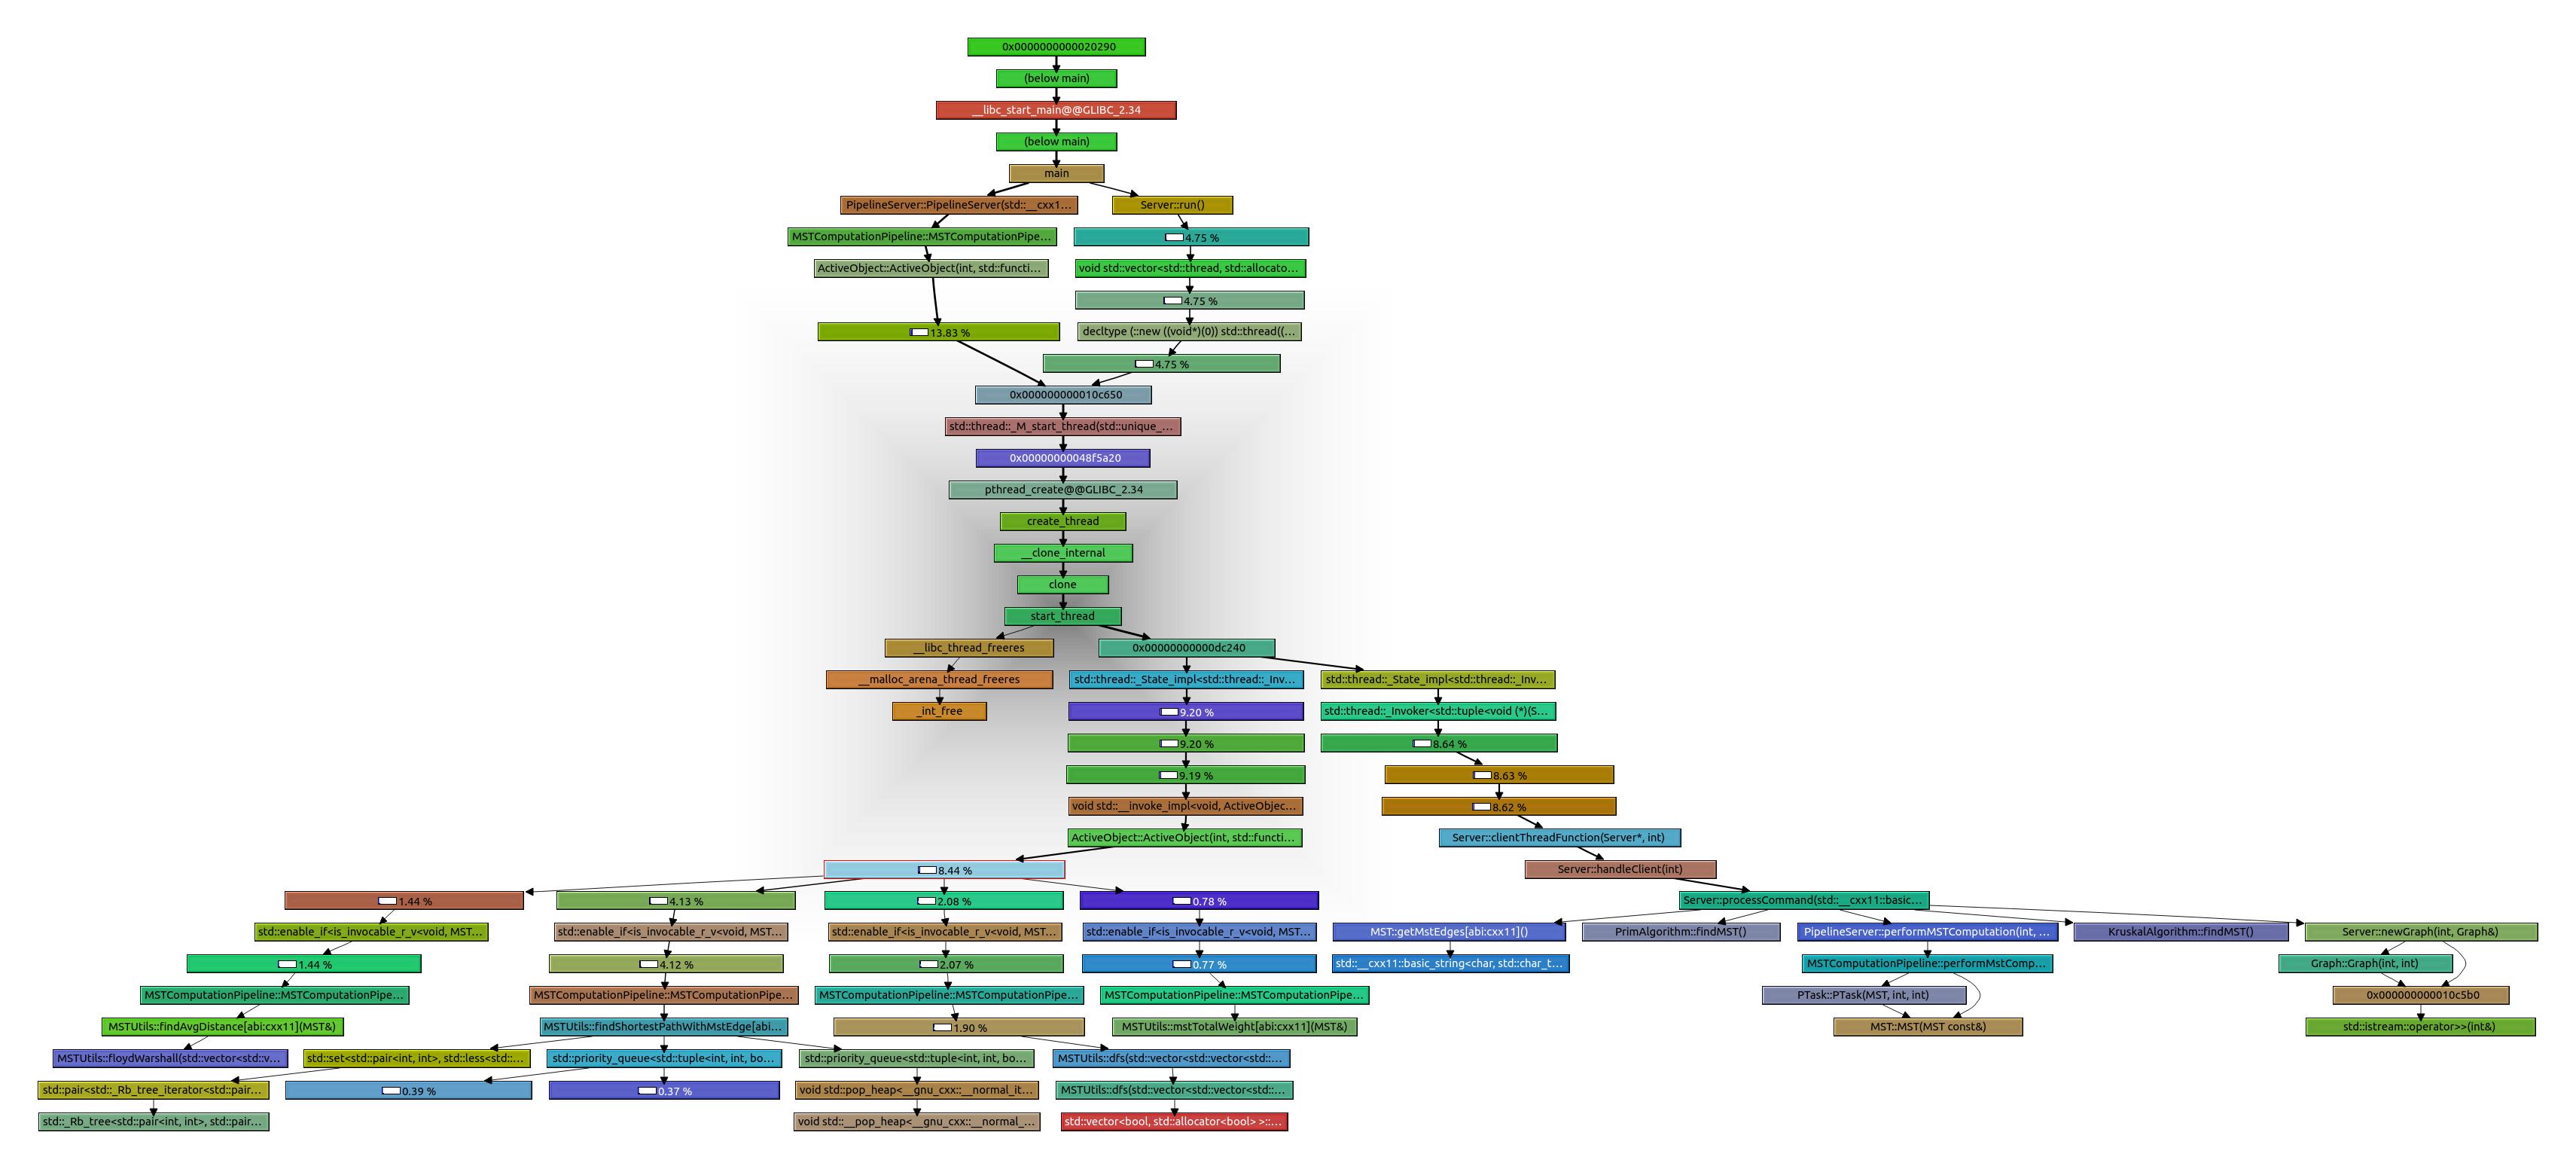 0x0000000000020290
(below main)
__libc_start_main@@GLIBC_2.34
(below main)
main
PipelineServer::PipelineServer(std::__cxx1...
Server::run()
MSTComputationPipeline::MSTComputationPipe...
4.75 %
ActiveObject::ActiveObject(int, std::functi...
void std::vector<std::thread, std::allocato...
4.75 %
13.83 %
decltype (::new ((void*)(0)) std::thread((...
4.75 %
0x000000000010c650
std::thread::_M_start_thread(std::unique_...
0x00000000048f5a20
pthread_create@@GLIBC_2.34
create_thread
__clone_internal
clone
start_thread
__libc_thread_freeres
0x00000000000dc240
__malloc_arena_thread_freeres
std::thread::_State_impl<std::thread::_Inv...
std::thread::_State_impl<std::thread::_Inv...
_int_free
9.20 %
std::thread::_Invoker<std::tuple<void (*)(S...
9.20 %
8.64 %
9.19 %
8.63 %
void std::__invoke_impl<void, ActiveObjec...
8.62 %
ActiveObject::ActiveObject(int, std::functi...
Server::clientThreadFunction(Server*, int)
8.44 %
Server::handleClient(int)
1.44 %
4.13 %
2.08 %
0.78 %
Server::processCommand(std::__cxx11::basic...
std::enable_if<is_invocable_r_v<void, MST...
std::enable_if<is_invocable_r_v<void, MST...
std::enable_if<is_invocable_r_v<void, MST...
std::enable_if<is_invocable_r_v<void, MST...
MST::getMstEdges[abi:cxx11]()
PrimAlgorithm::findMST()
PipelineServer::performMSTComputation(int, ...
KruskalAlgorithm::findMST()
Server::newGraph(int, Graph&)
1.44 %
4.12 %
2.07 %
0.77 %
std::__cxx11::basic_string<char, std::char_t...
MSTComputationPipeline::performMstComp...
Graph::Graph(int, int)
MSTComputationPipeline::MSTComputationPipe...
MSTComputationPipeline::MSTComputationPipe...
MSTComputationPipeline::MSTComputationPipe...
MSTComputationPipeline::MSTComputationPipe...
PTask::PTask(MST, int, int)
0x000000000010c5b0
MSTUtils::findAvgDistance[abi:cxx11](MST&)
MSTUtils::findShortestPathWithMstEdge[abi...
1.90 %
MSTUtils::mstTotalWeight[abi:cxx11](MST&)
MST::MST(MST const&)
std::istream::operator>>(int&)
MSTUtils::floydWarshall(std::vector<std::v...
std::set<std::pair<int, int>, std::less<std::...
std::priority_queue<std::tuple<int, int, bo...
std::priority_queue<std::tuple<int, int, bo...
MSTUtils::dfs(std::vector<std::vector<std::...
std::pair<std::_Rb_tree_iterator<std::pair...
0.39 %
0.37 %
void std::pop_heap<__gnu_cxx::__normal_it...
MSTUtils::dfs(std::vector<std::vector<std::...
std::_Rb_tree<std::pair<int, int>, std::pair...
void std::__pop_heap<__gnu_cxx::__normal_...
std::vector<bool, std::allocator<bool> >::...